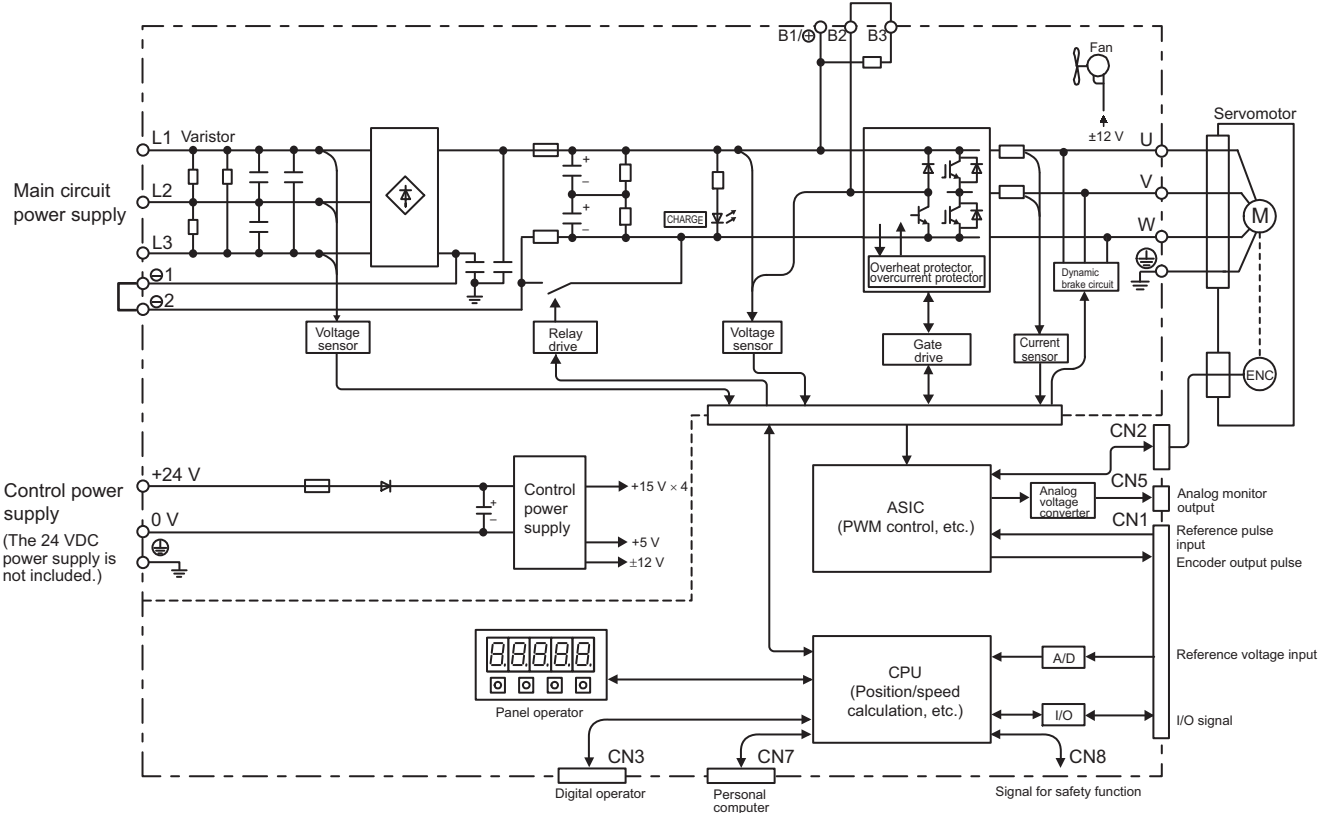 B1/⊕
B2
B3
Fan
±12 V
Servomotor
Main circuit
power supply
L1
Varistor
L2
L3
⊖1
⊖2
+
–
+
–
CHARGE
Overheat protector,
overcurrent protector
U
V
W
M
ENC
Dynamic
brake circuit
Voltage
sensor
Relay
drive
Voltage
sensor
Gate
drive
Current
sensor
Control power
supply
(The 24 VDC
power supply is
not included.)
+24 V
0 V
+
–
Control
power
supply
+15 V × 4
+5 V
±12 V
ASIC
(PWM control, etc.)
Analog
voltage
converter
CN2
CN5
Analog monitor
output
CN1
Reference pulse
input
Encoder output pulse
8.8.8.8.8.
Panel operator
CPU
(Position/speed
calculation, etc.)
A/D
Reference voltage input
I/O
I/O signal
CN3
Digital operator
CN7
Personal
computer
CN8
Signal for safety function